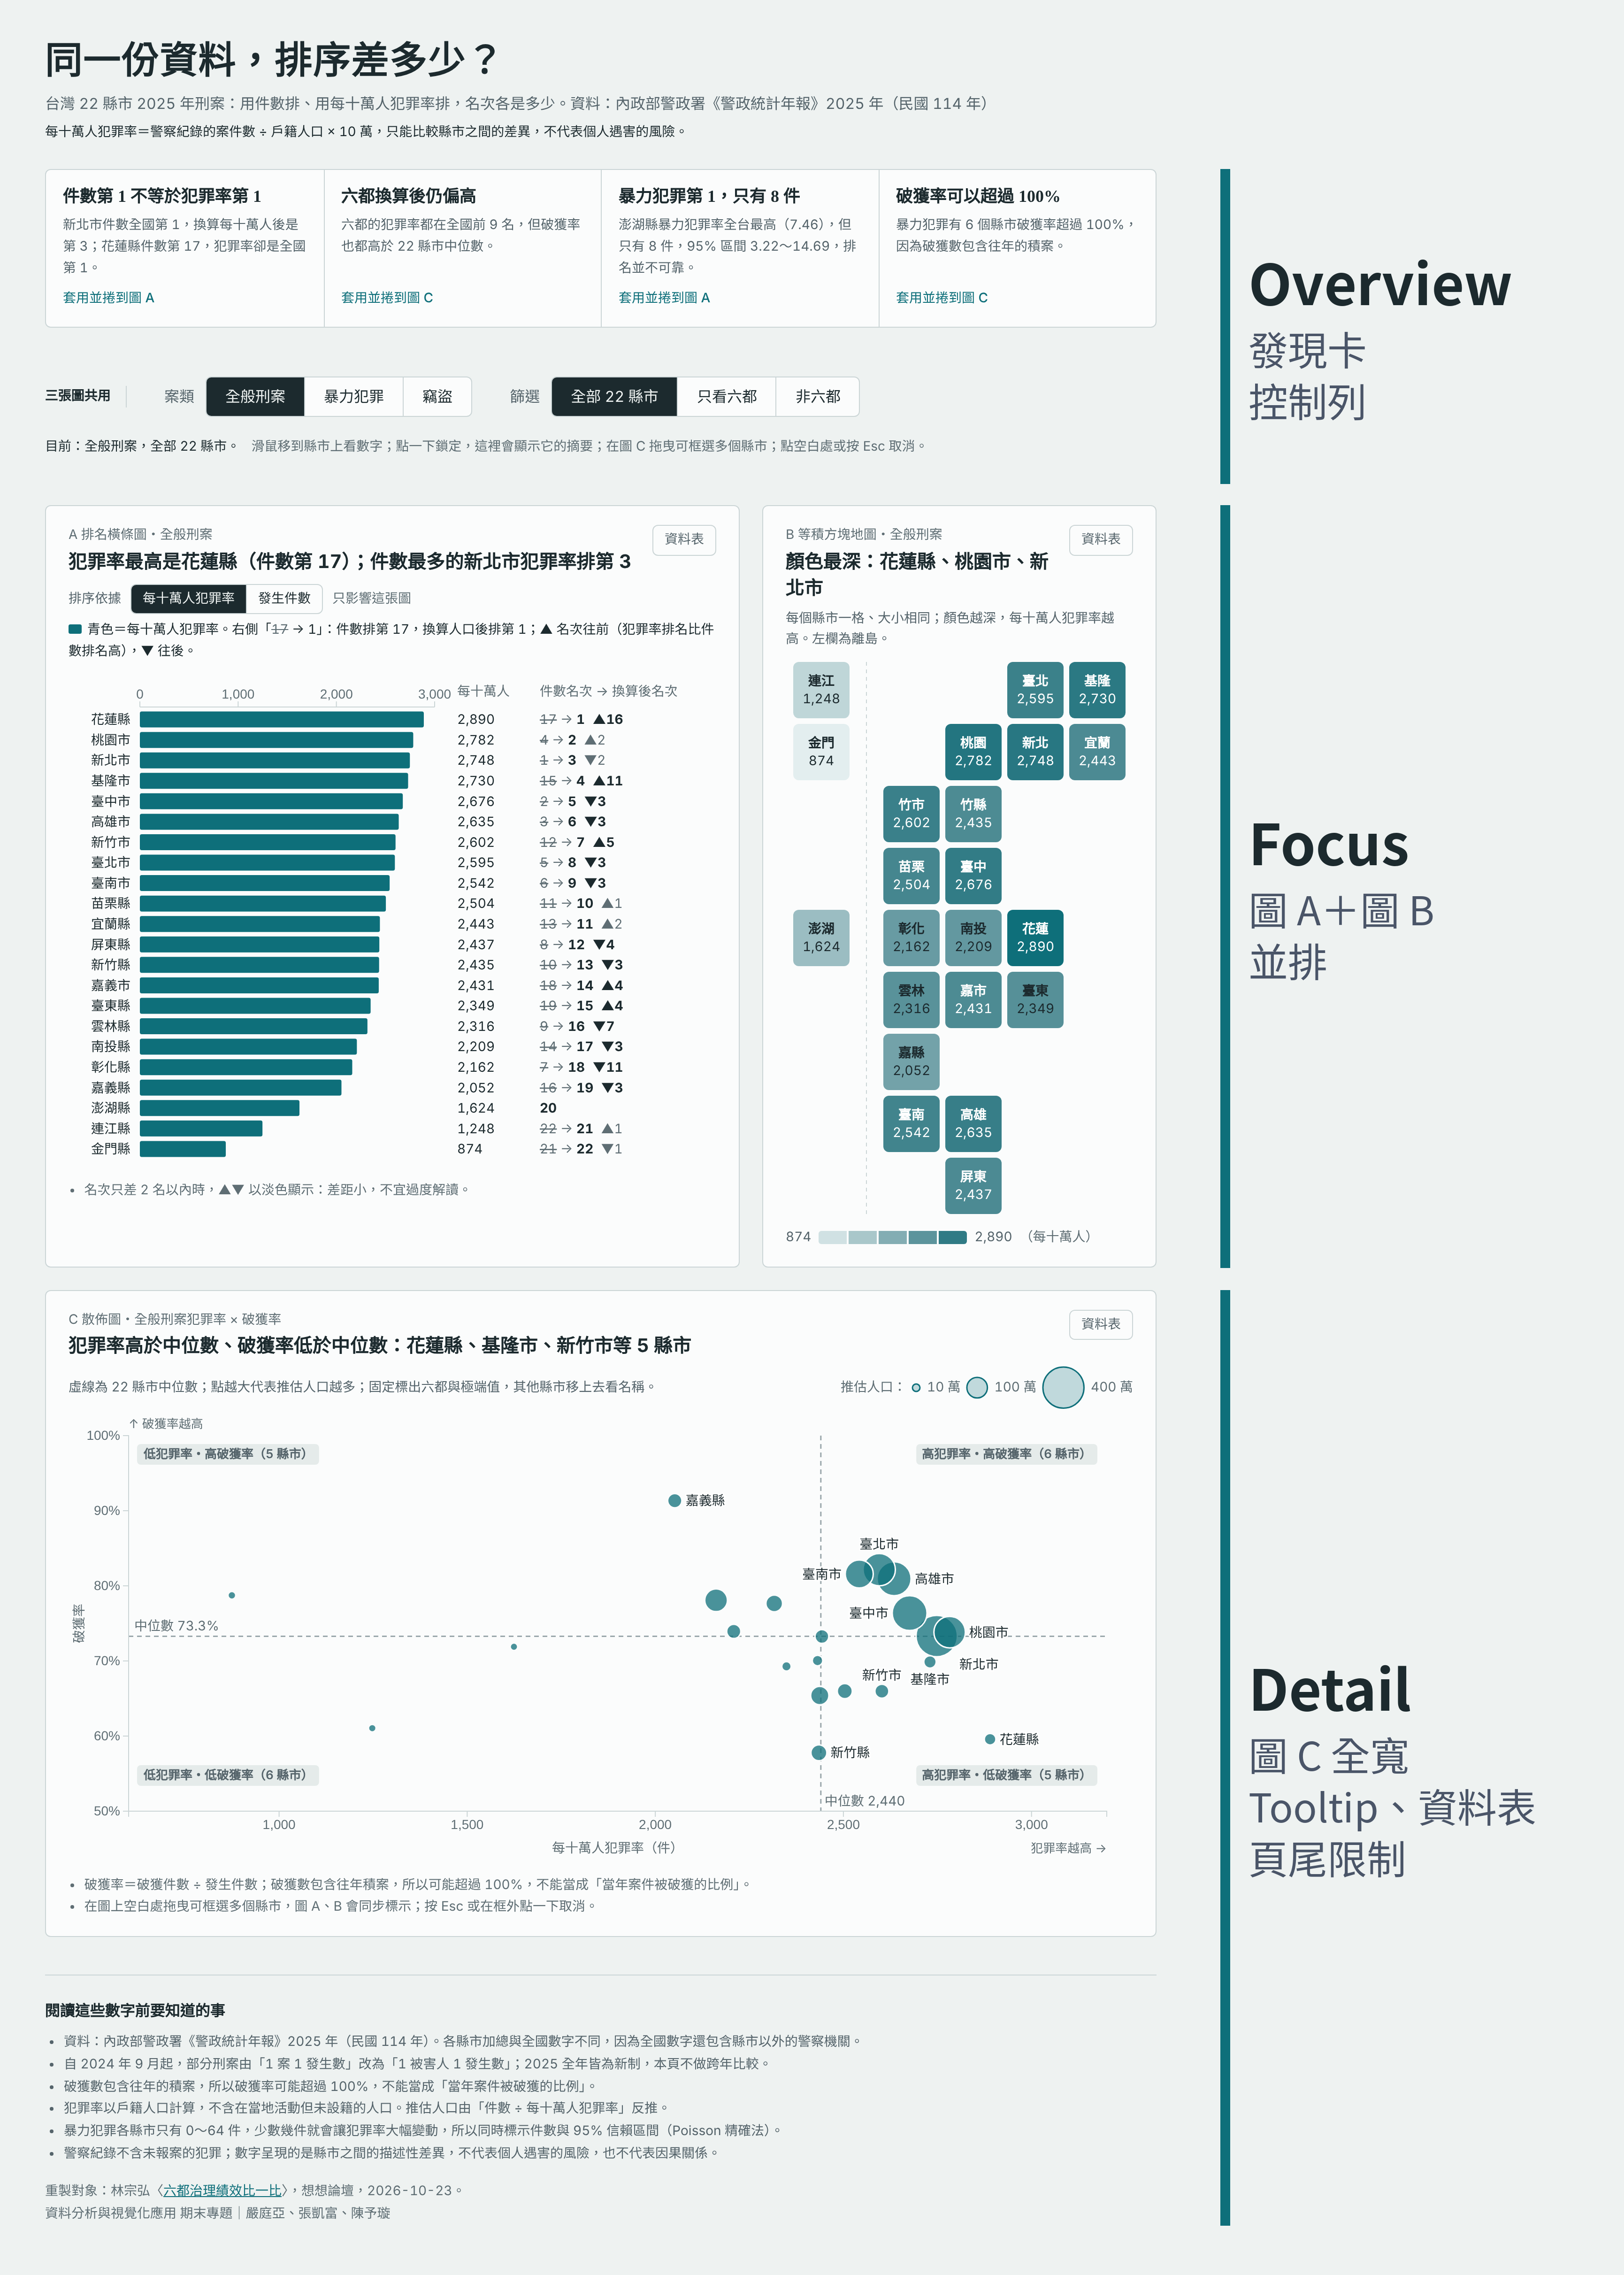 同一份資料，排序差多少？
台灣 22 縣市 2025 年刑案：用件數排、用每十萬人犯罪率排，名次各是多少。資料：內政部警政署《警政統計年報》2025 年（民國 114 年）
每十萬人犯罪率＝警察紀錄的案件數 ÷ 戶籍人口 × 10 萬，只能比較縣市之間的差異，不代表個人遇害的風險。
件數第 1 不等於犯罪率第 1
新北市件數全國第 1，換算每十萬人後是
第 3；花蓮縣件數第 17，犯罪率卻是全國
第 1。
套用並捲到圖 A
六都換算後仍偏高
六都的犯罪率都在全國前 9 名，但破獲率
也都高於 22 縣市中位數。
套用並捲到圖 C
暴力犯罪第 1，只有 8 件
澎湖縣暴力犯罪率全台最高（7.46），但
只有 8 件，95% 區間 3.22～14.69，排
名並不可靠。
套用並捲到圖 A
破獲率可以超過 100%
暴力犯罪有 6 個縣市破獲率超過 100%，
因為破獲數包含往年的積案。
套用並捲到圖 C
Overview
發現卡
控制列
三張圖共用 案類 全般刑案 暴力犯罪 竊盜 篩選 全部 22 縣市 只看六都 非六都
目前：全般刑案，全部 22 縣市。 滑鼠移到縣市上看數字；點一下鎖定，這裡會顯示它的摘要；在圖 C 拖曳可框選多個縣市；點空白處或按 Esc 取消。
A 排名橫條圖・全般刑案
資料表
犯罪率最高是花蓮縣（件數第 17）；件數最多的新北市犯罪率排第 3
排序依據 每十萬人犯罪率 發生件數 只影響這張圖
青色＝每十萬人犯罪率。右側「17 → 1」：件數排第 17，換算人口後排第 1；▲ 名次往前（犯罪率排名比件
數排名高），▼ 往後。
0 1,000 2,000 3,000 每十萬人 件數名次 → 換算後名次
花蓮縣 2,890 17 → 1 ▲16
桃園市 2,782 4 → 2 ▲2
新北市 2,748 1 → 3 ▼2
基隆市 2,730 15 → 4 ▲11
臺中市 2,676 2 → 5 ▼3
高雄市 2,635 3 → 6 ▼3
新竹市 2,602 12 → 7 ▲5
臺北市 2,595 5 → 8 ▼3
臺南市 2,542 6 → 9 ▼3
苗栗縣 2,504 11 → 10 ▲1
宜蘭縣 2,443 13 → 11 ▲2
屏東縣 2,437 8 → 12 ▼4
新竹縣 2,435 10 → 13 ▼3
嘉義市 2,431 18 → 14 ▲4
臺東縣 2,349 19 → 15 ▲4
雲林縣 2,316 9 → 16 ▼7
南投縣 2,209 14 → 17 ▼3
彰化縣 2,162 7 → 18 ▼11
嘉義縣 2,052 16 → 19 ▼3
澎湖縣 1,624 20
連江縣 1,248 22 → 21 ▲1
金門縣 874 21 → 22 ▼1
• 名次只差 2 名以內時，▲▼ 以淡色顯示：差距小，不宜過度解讀。
B 等積方塊地圖・全般刑案
資料表
顏色最深：花蓮縣、桃園市、新
北市
每個縣市一格、大小相同；顏色越深，每十萬人犯罪率越
高。左欄為離島。
連江 臺北 基隆
1,248 2,595 2,730
金門 桃園 新北 宜蘭
874 2,782 2,748 2,443
竹市 竹縣
2,602 2,435
苗栗 臺中
2,504 2,676
澎湖 彰化 南投 花蓮
1,624 2,162 2,209 2,890
雲林 嘉市 臺東
2,316 2,431 2,349
嘉縣
2,052
臺南 高雄
2,542 2,635
屏東
2,437
874 2,890 （每十萬人）
Focus
圖 A＋圖 B
並排
C 散佈圖・全般刑案犯罪率 × 破獲率
資料表
犯罪率高於中位數、破獲率低於中位數：花蓮縣、基隆市、新竹市等 5 縣市
虛線為 22 縣市中位數；點越大代表推估人口越多；固定標出六都與極端值，其他縣市移上去看名稱。
推估人口： 10 萬 100 萬 400 萬
↑ 破獲率越高
100%
低犯罪率・高破獲率（5 縣市） 高犯罪率・高破獲率（6 縣市）
90%
嘉義縣
臺北市
80%
臺南市 高雄市
臺中市
破獲率
中位數 73.3%
桃園市
70%
新北市
新竹市 基隆市
60%
花蓮縣
新竹縣
低犯罪率・低破獲率（6 縣市） 高犯罪率・低破獲率（5 縣市）
中位數 2,440
50%
1,000 1,500 2,000 2,500 3,000
每十萬人犯罪率（件） 犯罪率越高 →
• 破獲率＝破獲件數 ÷ 發生件數；破獲數包含往年積案，所以可能超過 100%，不能當成「當年案件被破獲的比例」。
• 在圖上空白處拖曳可框選多個縣市，圖 A、B 會同步標示；按 Esc 或在框外點一下取消。
Detail
圖 C 全寬
Tooltip、資料表
頁尾限制
閱讀這些數字前要知道的事
• 資料：內政部警政署《警政統計年報》2025 年（民國 114 年）。各縣市加總與全國數字不同，因為全國數字還包含縣市以外的警察機關。
• 自 2024 年 9 月起，部分刑案由「1 案 1 發生數」改為「1 被害人 1 發生數」；2025 全年皆為新制，本頁不做跨年比較。
• 破獲數包含往年的積案，所以破獲率可能超過 100%，不能當成「當年案件被破獲的比例」。
• 犯罪率以戶籍人口計算，不含在當地活動但未設籍的人口。推估人口由「件數 ÷ 每十萬人犯罪率」反推。
• 暴力犯罪各縣市只有 0～64 件，少數幾件就會讓犯罪率大幅變動，所以同時標示件數與 95% 信賴區間（Poisson 精確法）。
• 警察紀錄不含未報案的犯罪；數字呈現的是縣市之間的描述性差異，不代表個人遇害的風險，也不代表因果關係。
重製對象：林宗弘〈六都治理績效比一比〉，想想論壇，2026-10-23。
資料分析與視覺化應用 期末專題｜嚴庭亞、張凱富、陳予璇